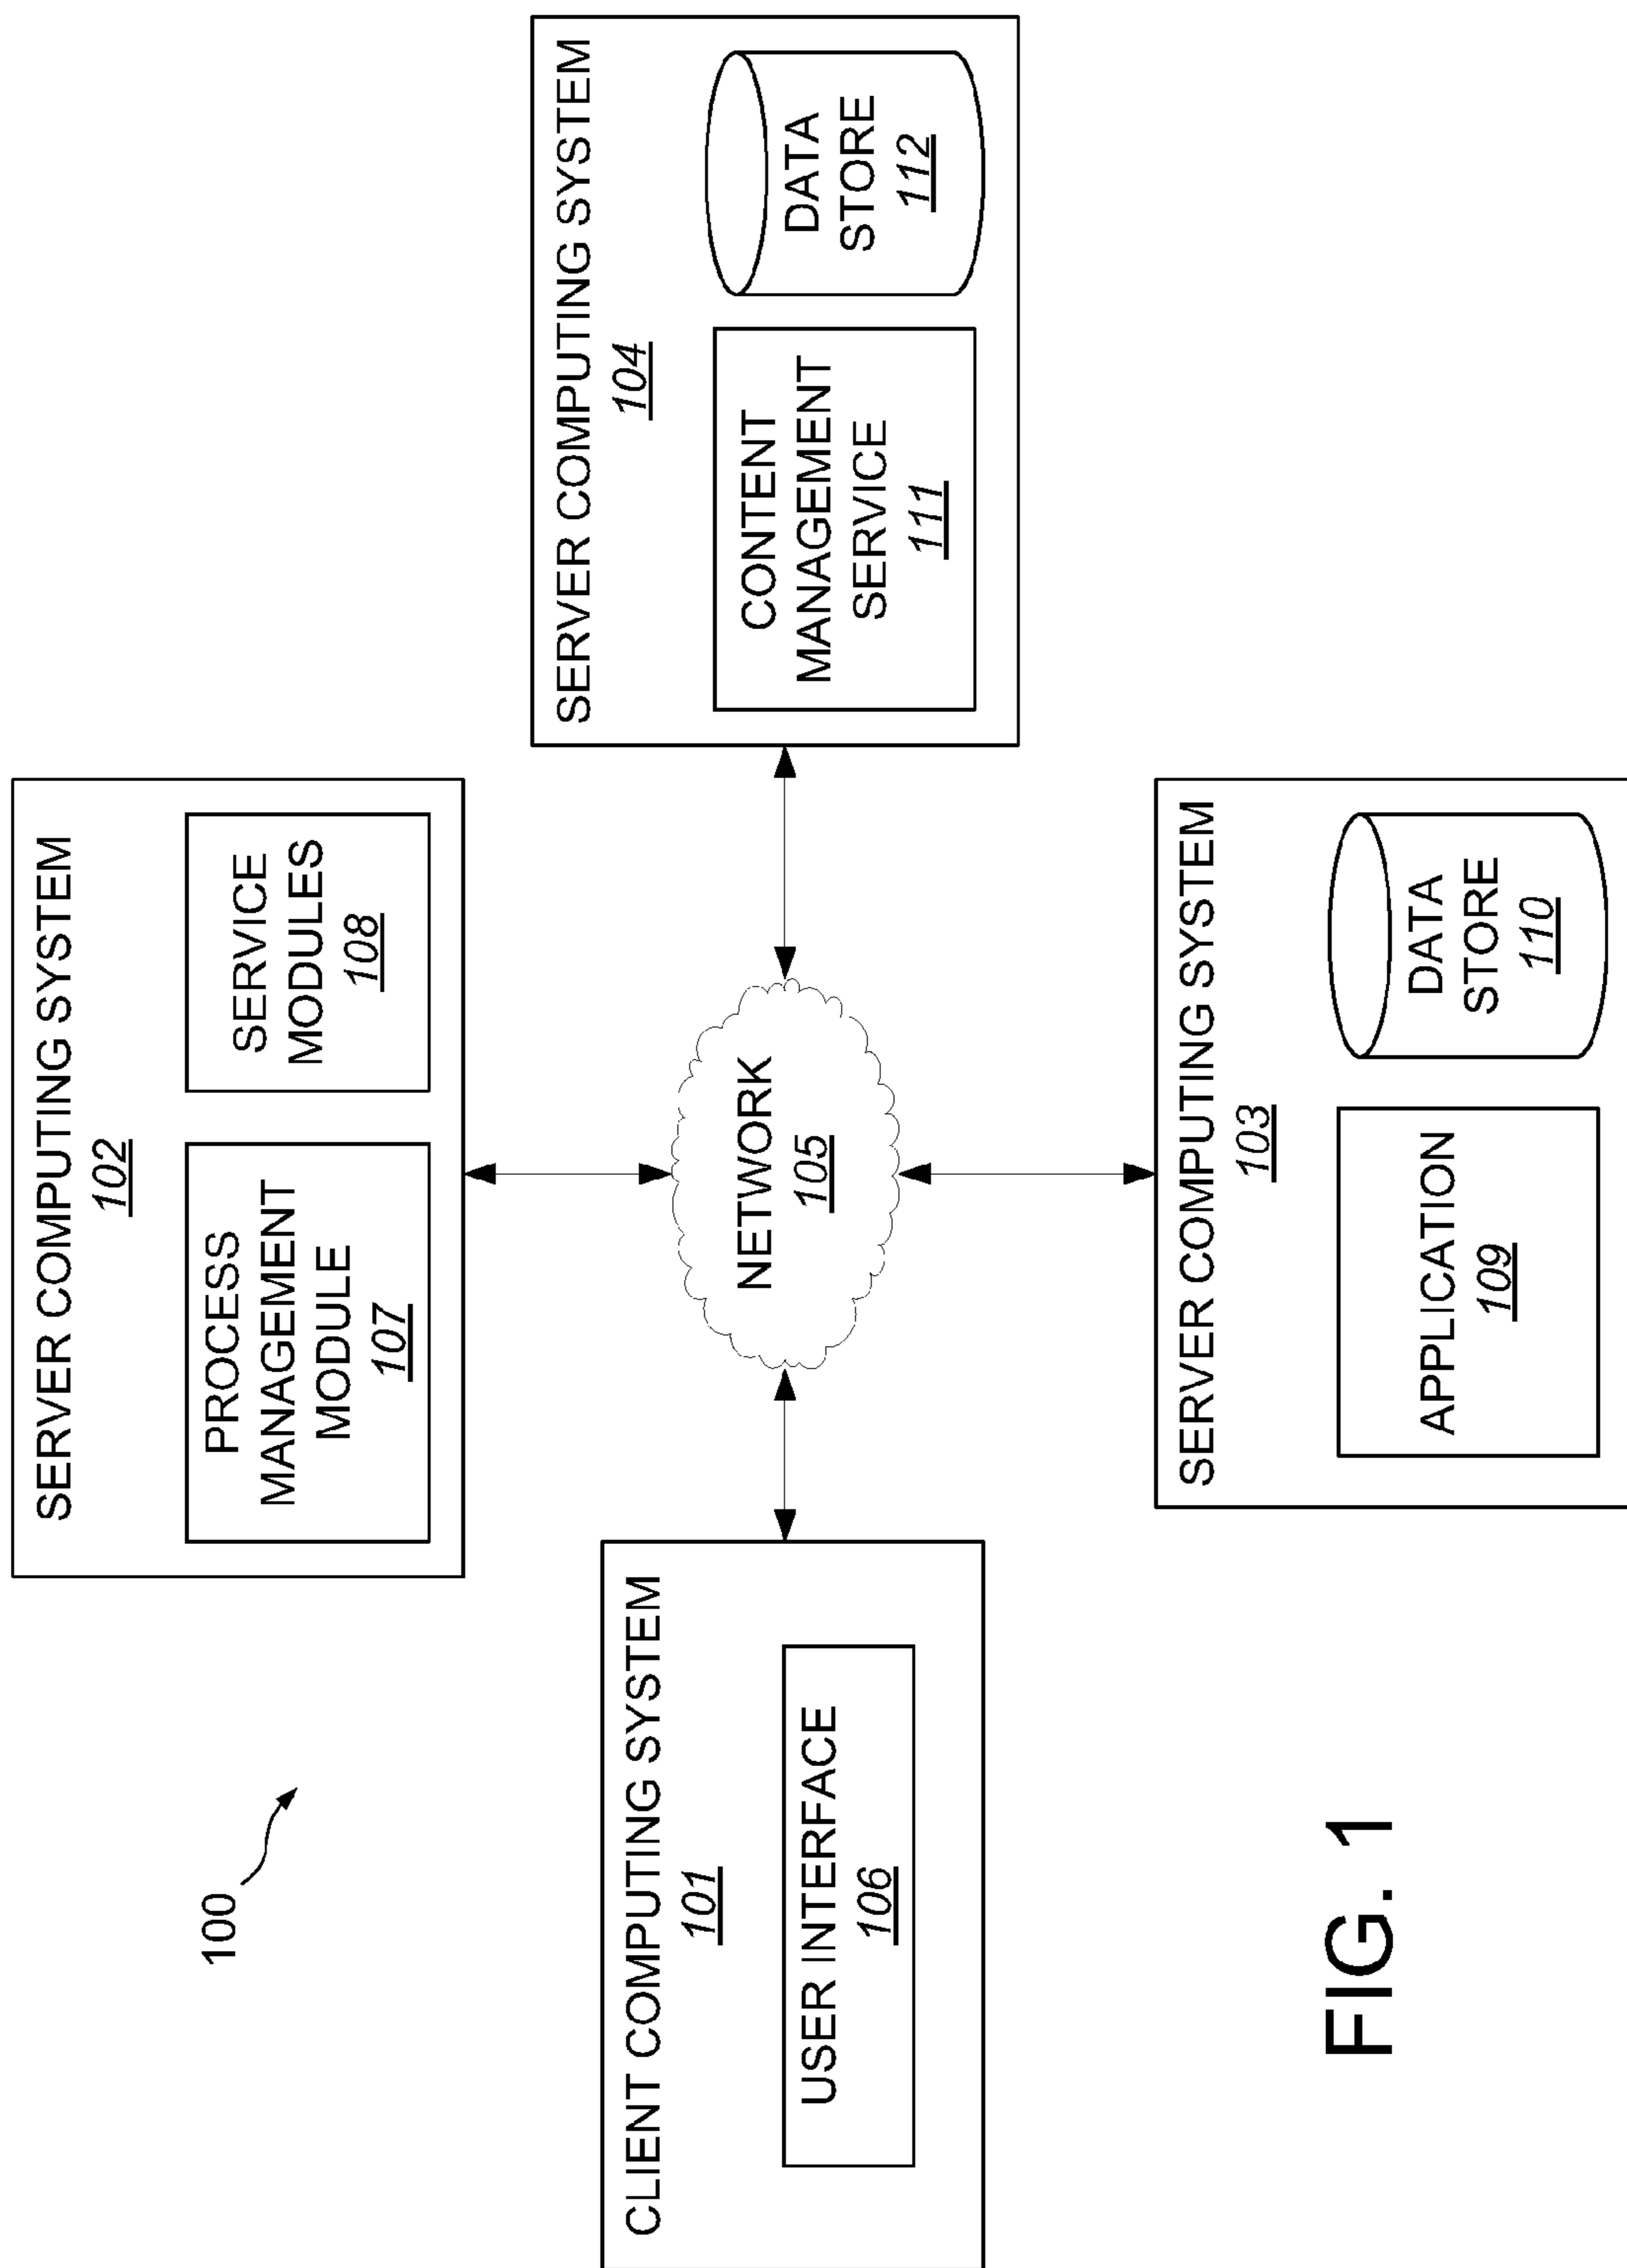 100
SERVER COMPUTING SYSTEM
102
PROCESS
MANAGEMENT
MODULE
107
SERVICE
MODULES
108
CLIENT COMPUTING SYSTEM
101
USER INTERFACE
106
NETWORK
105
SERVER COMPUTING SYSTEM
104
CONTENT
MANAGEMENT
SERVICE
111
DATA
STORE
112
SERVER COMPUTING SYSTEM
103
APPLICATION
109
DATA
STORE
110
FIG. 1